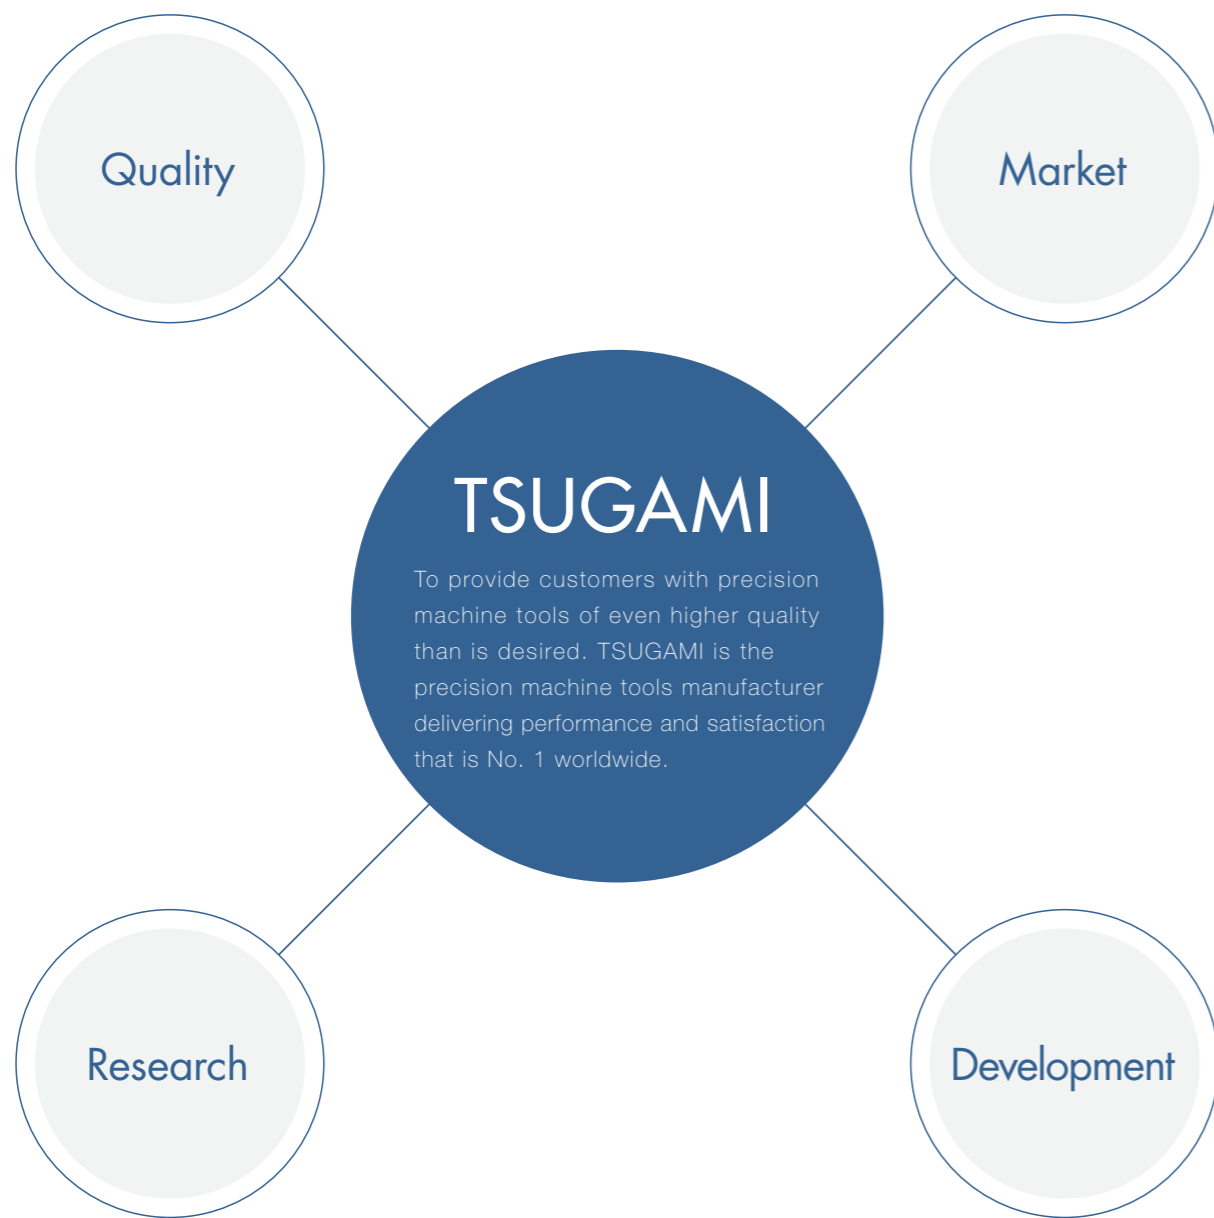 Quality
Market
TSUGAMI
To provide customers with precision
machine tools of even higher quality
than is desired. TSUGAMI is the
precision machine tools manufacturer
delivering performance and satisfaction
that is No. 1 worldwide.
Research
Development